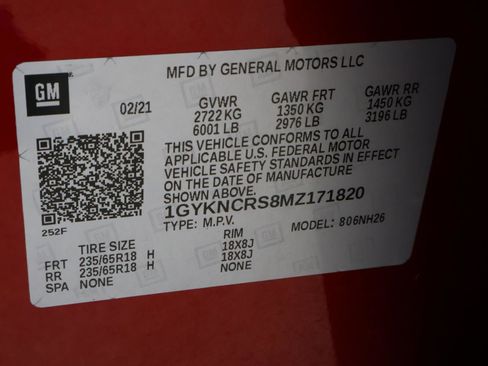 GM
MFD BY GENERAL MOTORS LLC
02/21 GVWR GAWR FRT GAWR RR
2722 KG 1350 KG 1450 KG
6001 LB 2976 LB 3196 LB
THIS VEHICLE CONFORMS TO ALL
APPLICABLE U.S. FEDERAL MOTOR
VEHICLE SAFETY STANDARDS IN EFFECT
ON THE DATE OF MANUFACTURE
SHOWN ABOVE.
1GYKNCRS8MZ171820
252F TYPE: M.P.V. MODEL: 806NH26
TIRE SIZE RIM
FRT 235/65R18 H 18X8J
RR 235/65R18 H 18X8J
SPA NONE NONE